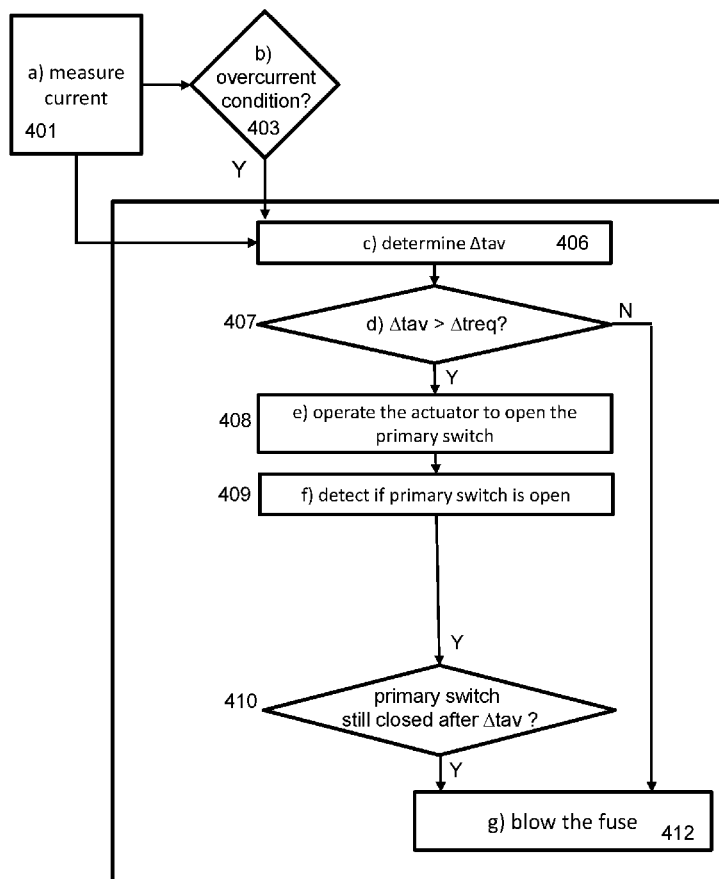 a) measure
current
401
b)
overcurrent
condition?
403
Y
c) determine Δtav 406
407
d) Δtav > Δtreq?
N
Y
408
e) operate the actuator to open the
primary switch
409
f) detect if primary switch is open
Y
410
primary switch
still closed after Δtav ?
Y
g) blow the fuse
412